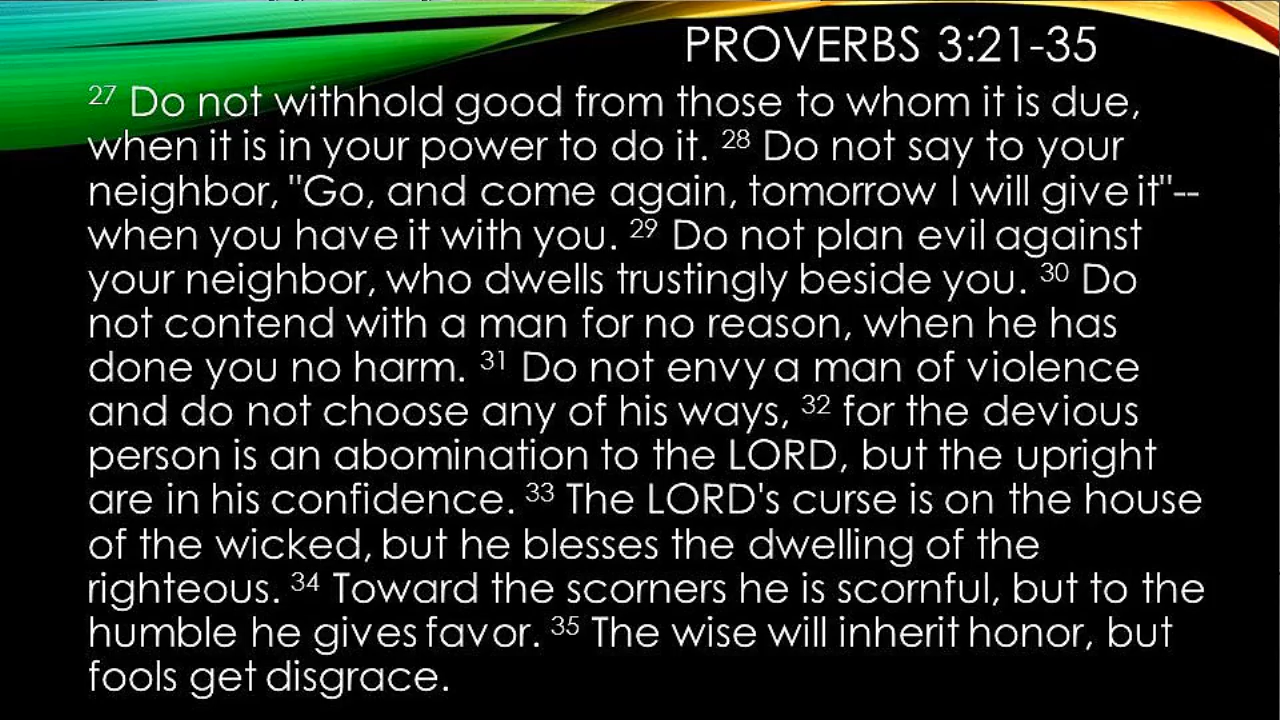 PROVERBS 3:21-35
27 Do not withhold good from those to whom it is due,
when it is in your power to do it. 28 Do not say to your
neighbor, "Go, and come again, tomorrow I will give it"--
when you have it with you. 29 Do not plan evil against
your neighbor, who dwells trustingly beside you. 30 Do
not contend with a man for no reason, when he has
done you no harm. 31 Do not envy a man of violence
and do not choose any of his ways, 32 for the devious
person is an abomination to the LORD, but the upright
are in his confidence. 33 The LORD's curse is on the house
of the wicked, but he blesses the dwelling of the
righteous. 34 Toward the scorners he is scornful, but to the
humble he gives favor. 35 The wise will inherit honor, but
fools get disgrace.